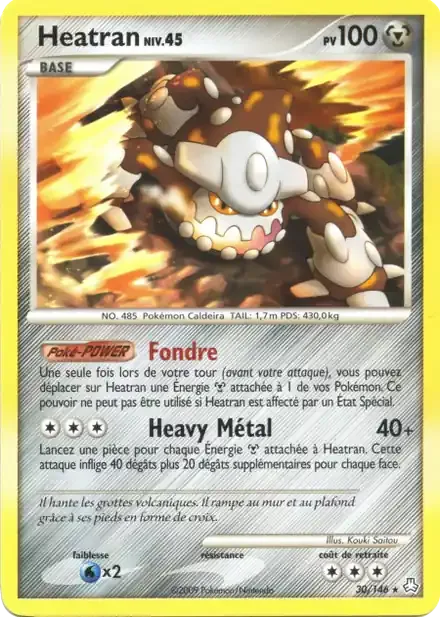 Heatran NIV.45 PV 100
BASE
NO. 485 Pokémon Caldeira TAIL: 1,7m PDS: 430,0kg
Poké-POWER Fondre
Une seule fois lors de votre tour (avant votre attaque), vous pouvez
déplacer sur Heatran une Énergie attachée à 1 de vos Pokémon. Ce
pouvoir ne peut pas être utilisé si Heatran est affecté par un État Spécial.
Heavy Métal 40+
Lancez une pièce pour chaque Énergie attachée à Heatran. Cette
attaque inflige 40 dégâts plus 20 dégâts supplémentaires pour chaque face.
Il hante les grottes volcaniques. Il rampe au mur et au plafond
grâce à ses pieds en forme de croix.
Illus. Kouki Saitou
faiblesse résistance coût de retraite
x2
©2009 Pokémon/Nintendo 30/146 ★